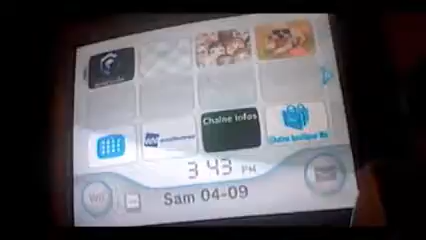 Chaîne Infos
Chaîne boutique Wii
3 43 PM
Wii
Sam 04-09